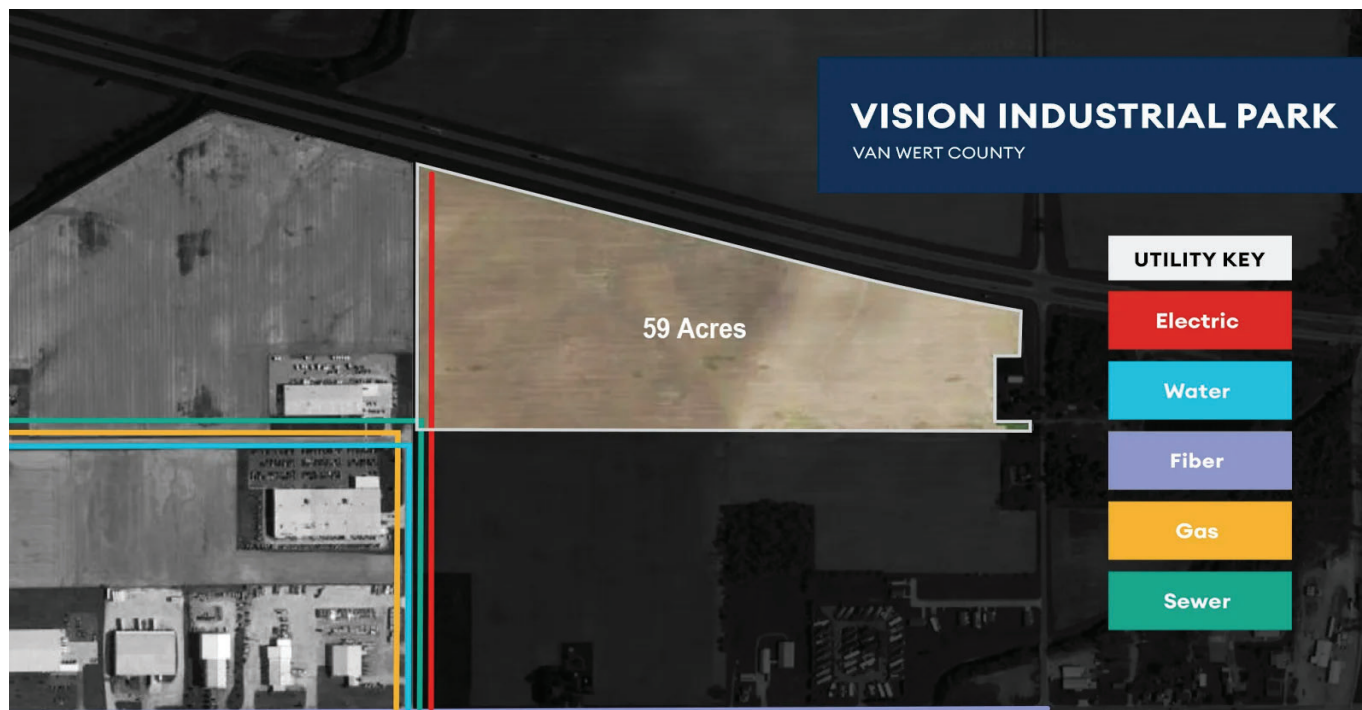 VISION INDUSTRIAL PARK
VAN WERT COUNTY
UTILITY KEY
Electric
59 Acres
Water
Fiber
Gas
Sewer